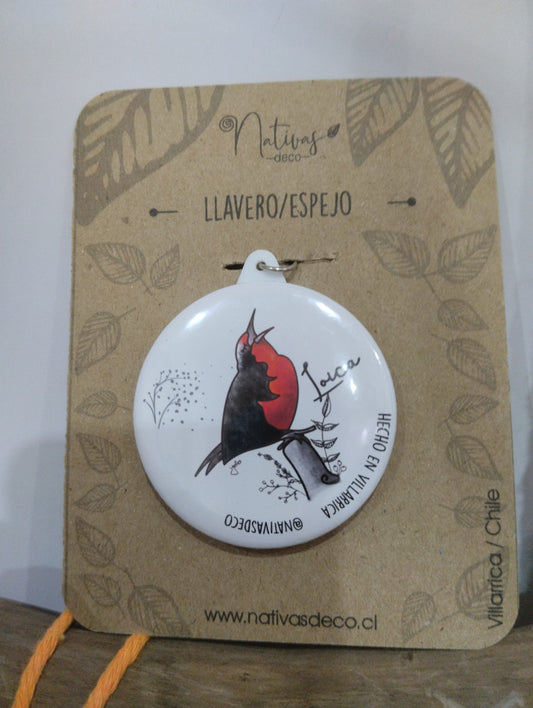 Nativas
deco
LLAVERO/ESPEJO
Loica
HECHO EN VILLARRICA
@NATIVASDECO
www.nativasdeco.cl
Villarrica / Chile